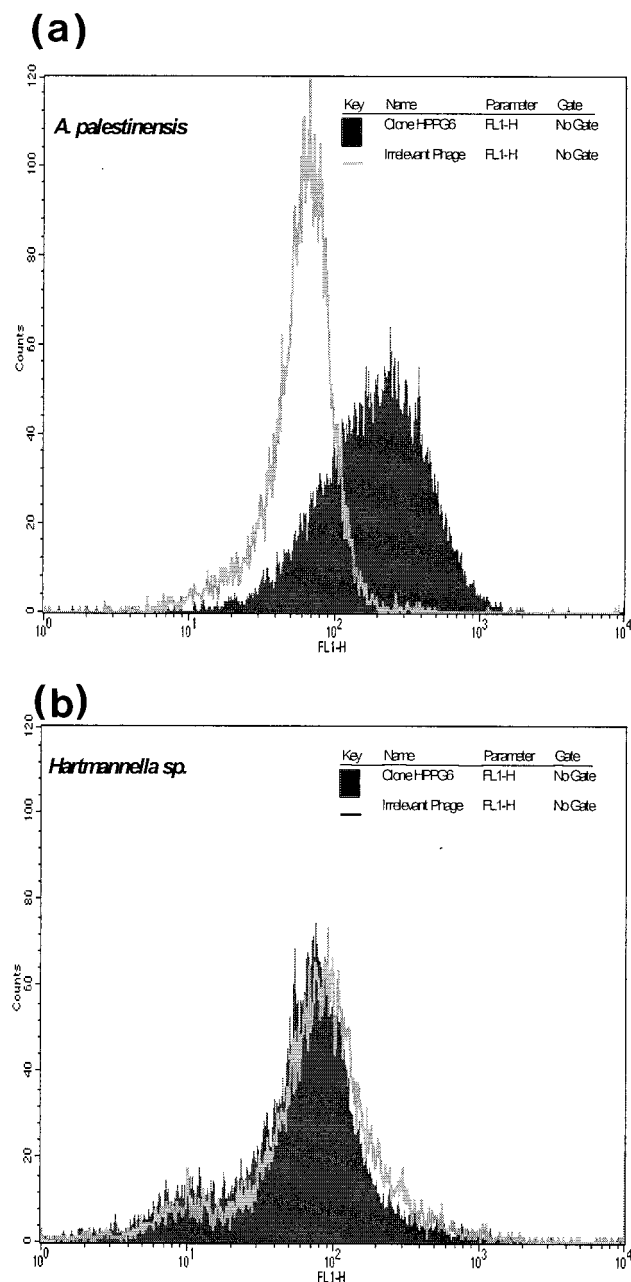 (a)
A. palestinensis
Key Name Parameter Gate
Clone HPPG6 FL1-H No Gate
Irrelevant Phage FL1-H No Gate
120
100
80
60
40
20
0
Counts
10^0 10^1 10^2 10^3 10^4
FL1-H
(b)
Hartmannella sp.
Key Name Parameter Gate
Clone HPPG6 FL1-H No Gate
Irrelevant Phage FL1-H No Gate
120
100
80
60
40
20
0
Counts
10^0 10^1 10^2 10^3 10^4
FL1-H